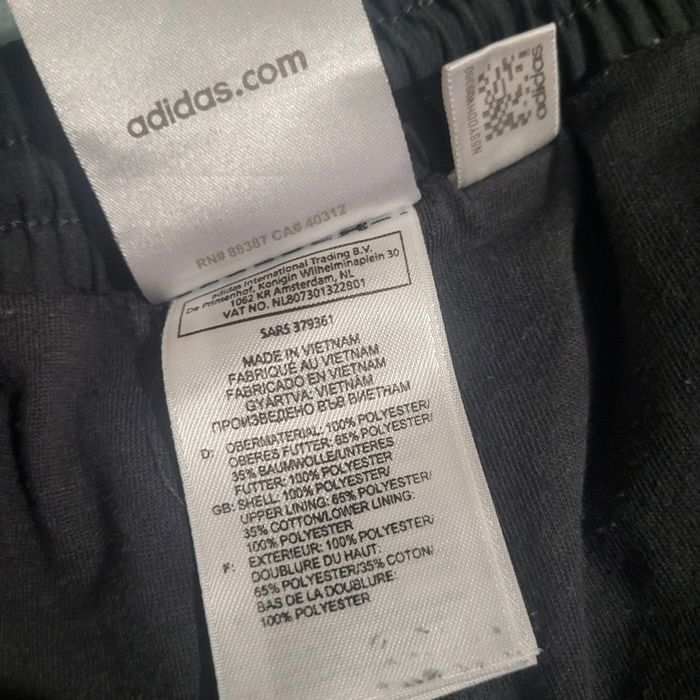 adidas.com
RN# 88387 CA# 40312
adidas
adidas International Trading B.V.
De Prinsenhof, Konigin Wilhelminaplein 30
1062 KR Amsterdam, NL
VAT NO. NL807301322B01
SARS 379361
MADE IN VIETNAM
FABRIQUÉ AU VIETNAM
FABRICADO EN VIETNAM
GYÁRTVA: VIETNÁM
ПРОИЗВЕДЕНО ВЪВ ВИЕТНАМ
D: OBERMATERIAL: 100% POLYESTER/
OBERES FUTTER: 65% POLYESTER/
35% BAUMWOLLE/UNTERES
FUTTER: 100% POLYESTER
GB: SHELL: 100% POLYESTER/
UPPER LINING: 65% POLYESTER/
35% COTTON/LOWER LINING:
100% POLYESTER
F: EXTERIEUR: 100% POLYESTER/
DOUBLURE DU HAUT:
65% POLYESTER/35% COTON/
BAS DE LA DOUBLURE:
100% POLYESTER